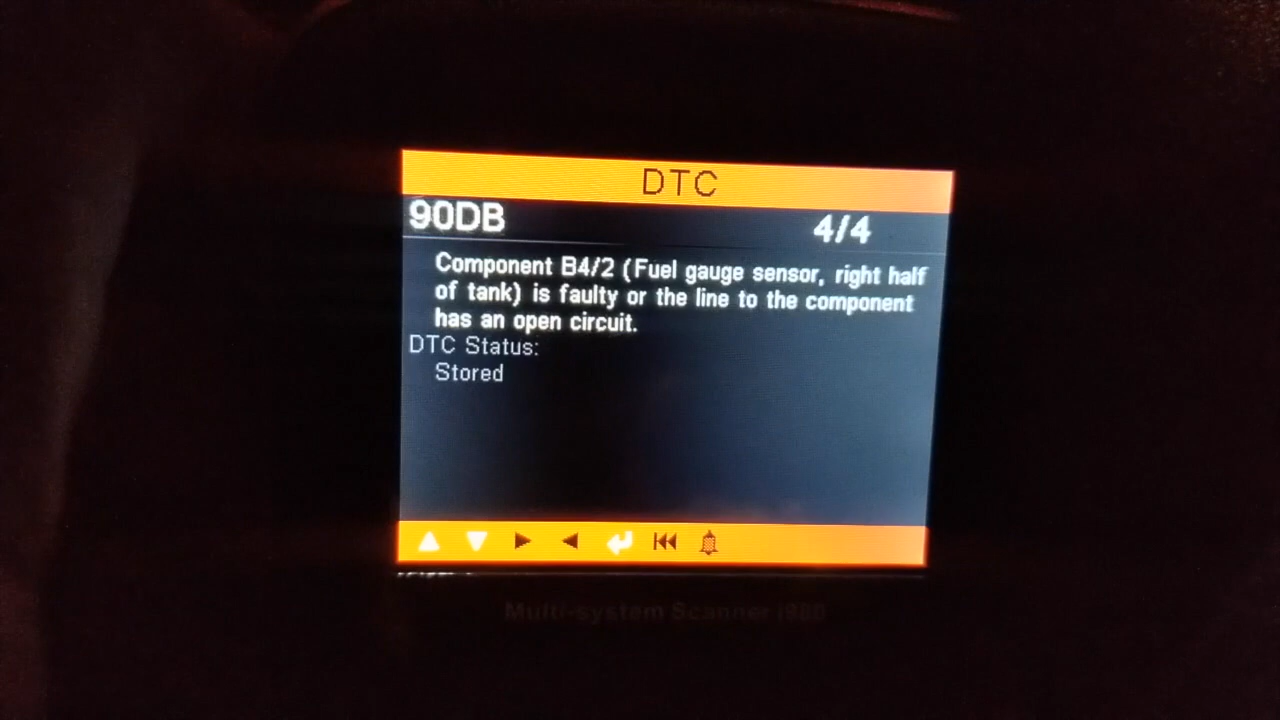 DTC
90DB 4/4
Component B4/2 (Fuel gauge sensor, right half
of tank) is faulty or the line to the component
has an open circuit.
DTC Status:
Stored
Multi-system Scanner i980